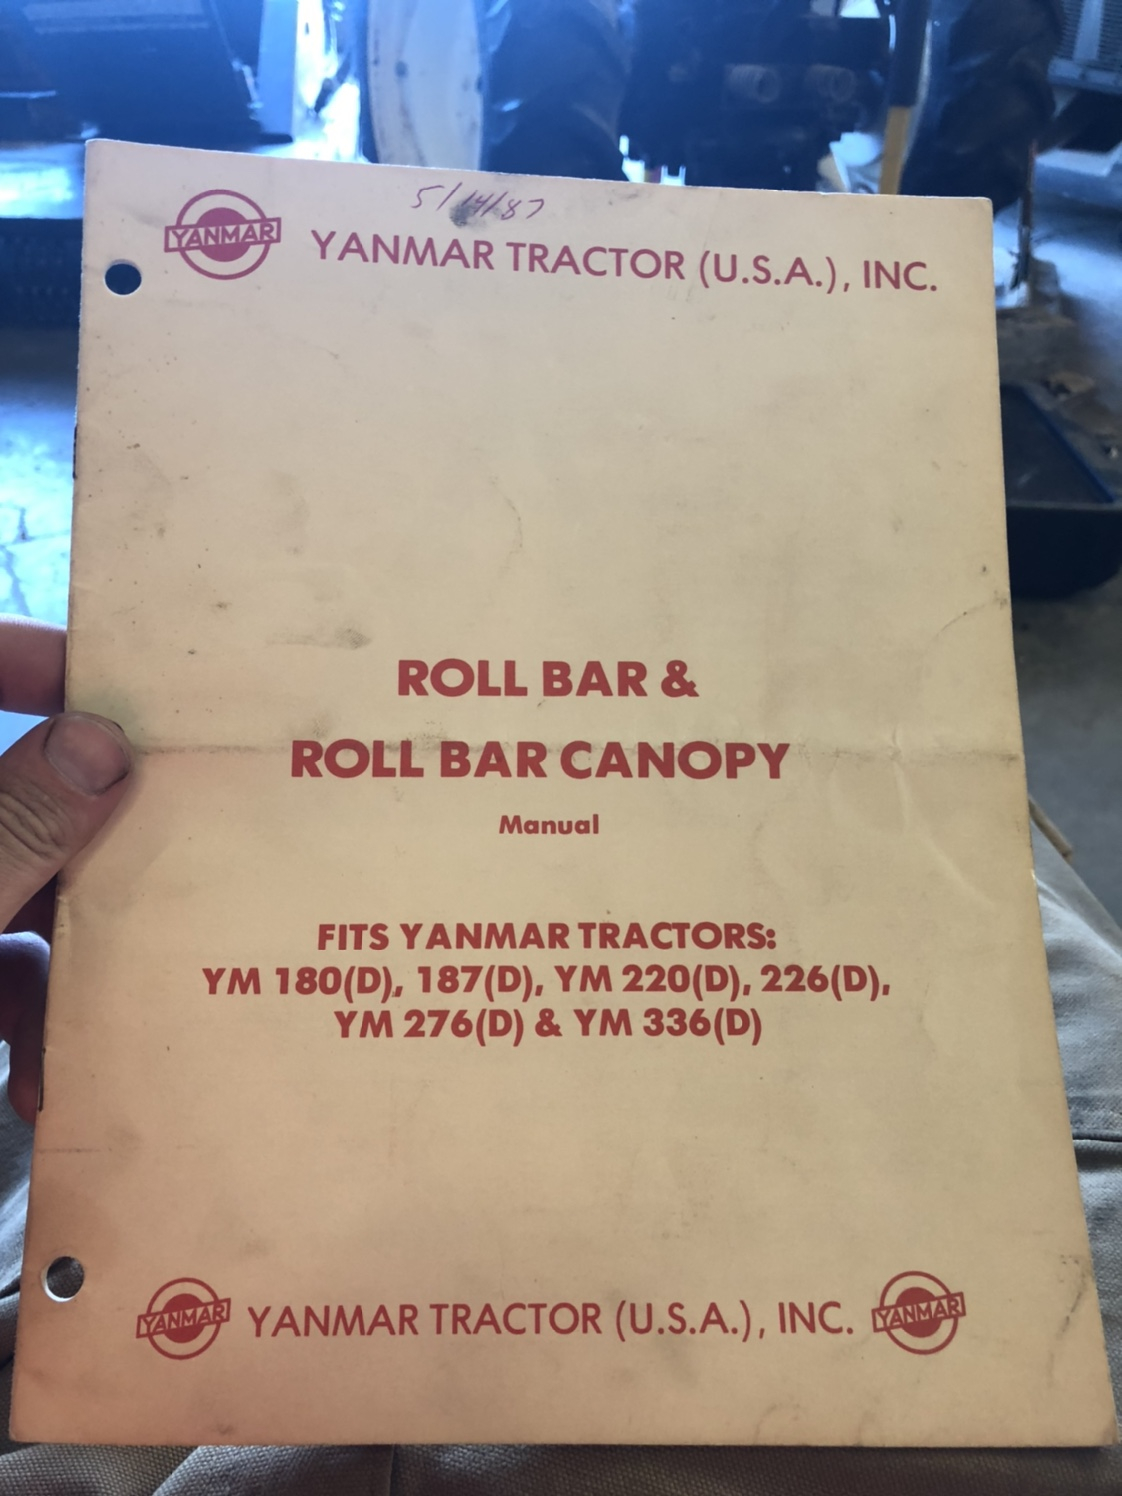 5/14/87
YANMAR YANMAR TRACTOR (U.S.A.), INC.
ROLL BAR &
ROLL BAR CANOPY
Manual
FITS YANMAR TRACTORS:
YM 180(D), 187(D), YM 220(D), 226(D),
YM 276(D) & YM 336(D)
YANMAR YANMAR TRACTOR (U.S.A.), INC. YANMAR